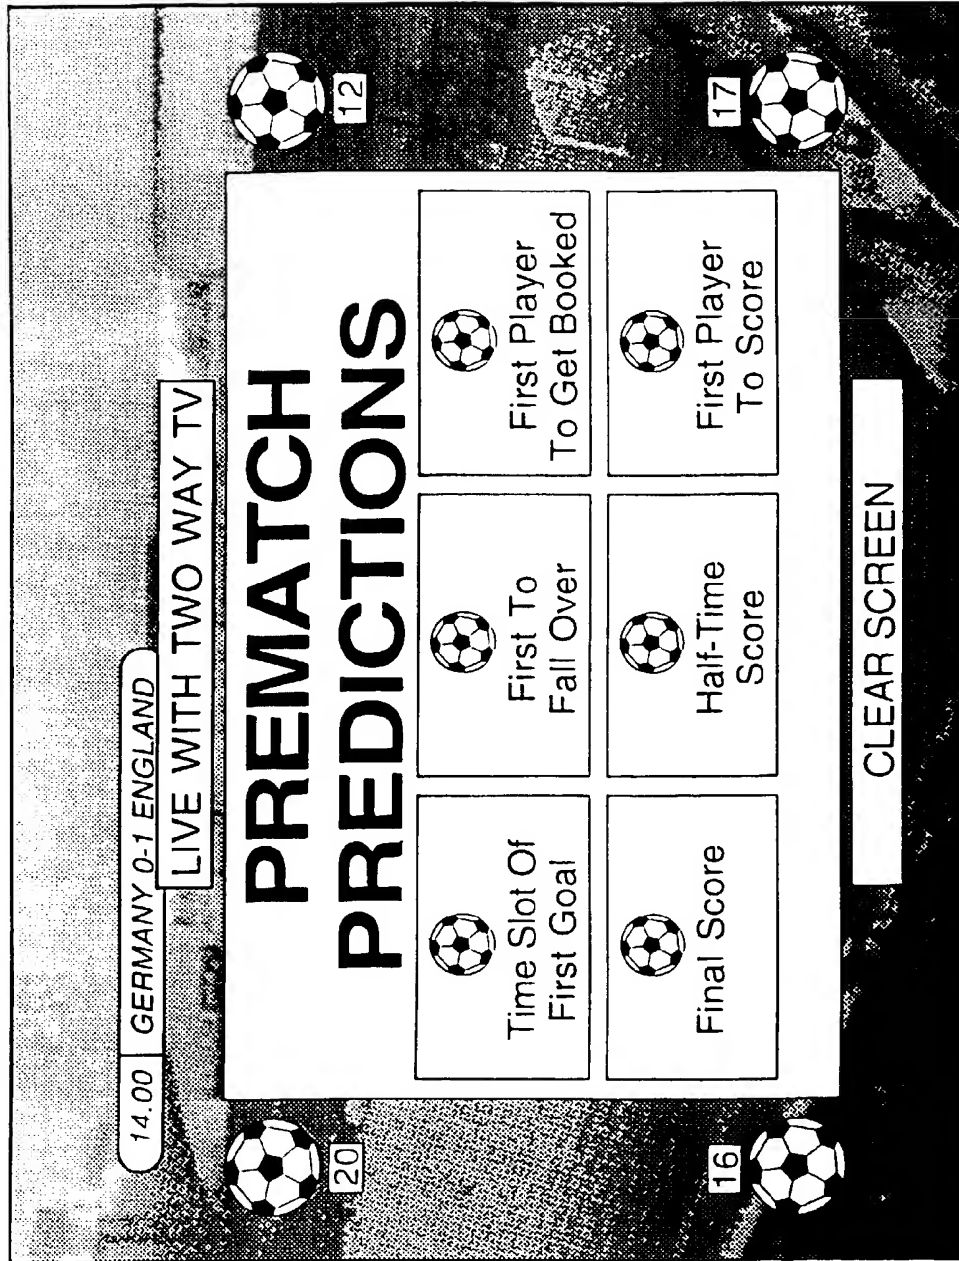 14.00 GERMANY 0-1 ENGLAND
LIVE WITH TWO WAY TV
20
12
PREMATCH
PREDICTIONS
Time Slot Of
First Goal
First To
Fall Over
First Player
To Get Booked
Final Score
Half-Time
Score
First Player
To Score
16
17
CLEAR SCREEN